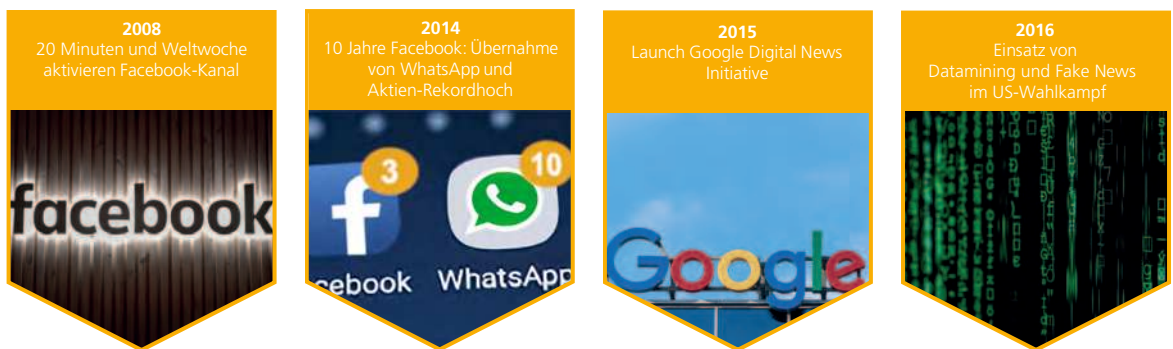 2008
20 Minuten und Weltwoche
aktivieren Facebook-Kanal
facebook
2014
10 Jahre Facebook: Übernahme
von WhatsApp und
Aktien-Rekordhoch
3
10
f
cebook
WhatsApp
2015
Launch Google Digital News
Initiative
Google
2016
Einsatz von
Datamining und Fake News
im US-Wahlkampf